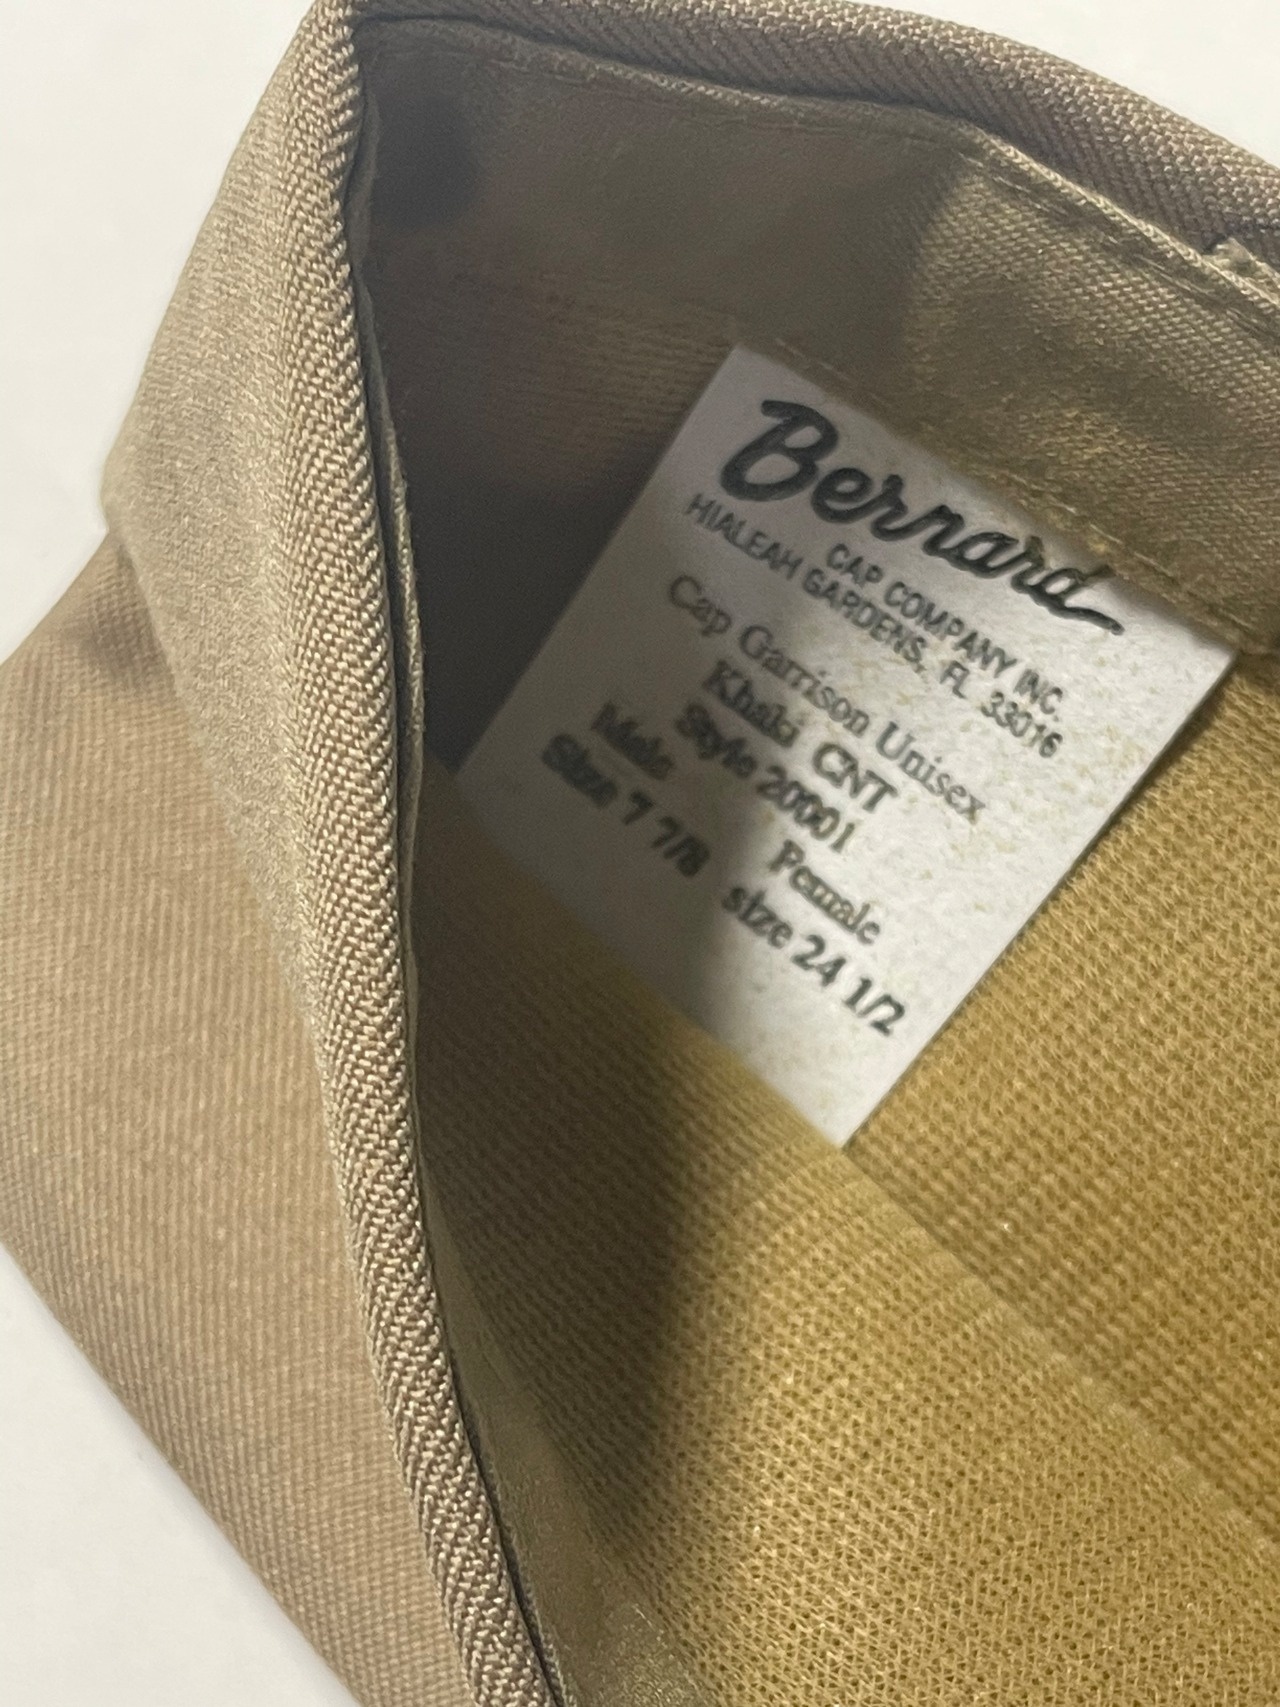 Bernard
CAP COMPANY INC.
HIALEAH GARDENS, FL 33016
Cap Garrison Unisex
Khaki CNT
Style 20001
Male Female
Size 7 7/8 size 24 1/2